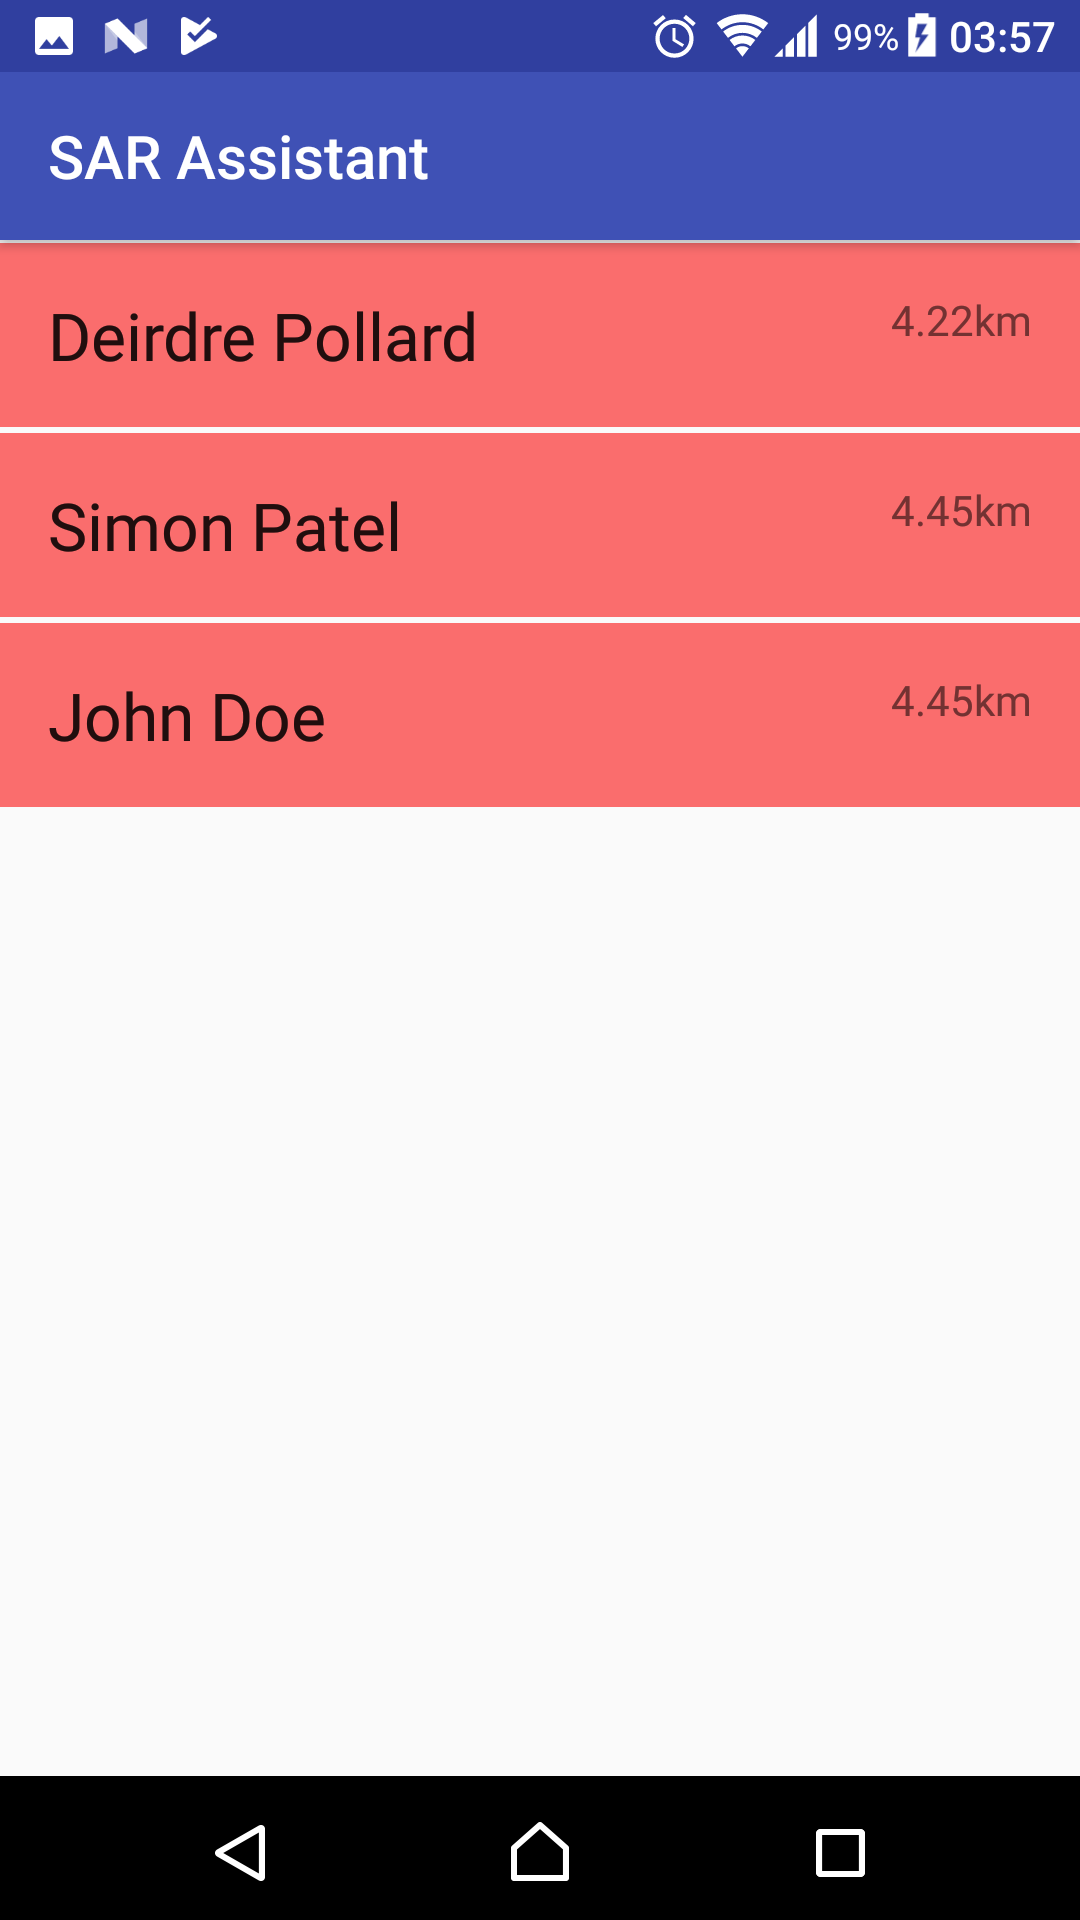 99% 03:57
SAR Assistant
Deirdre Pollard 4.22km
Simon Patel 4.45km
John Doe 4.45km